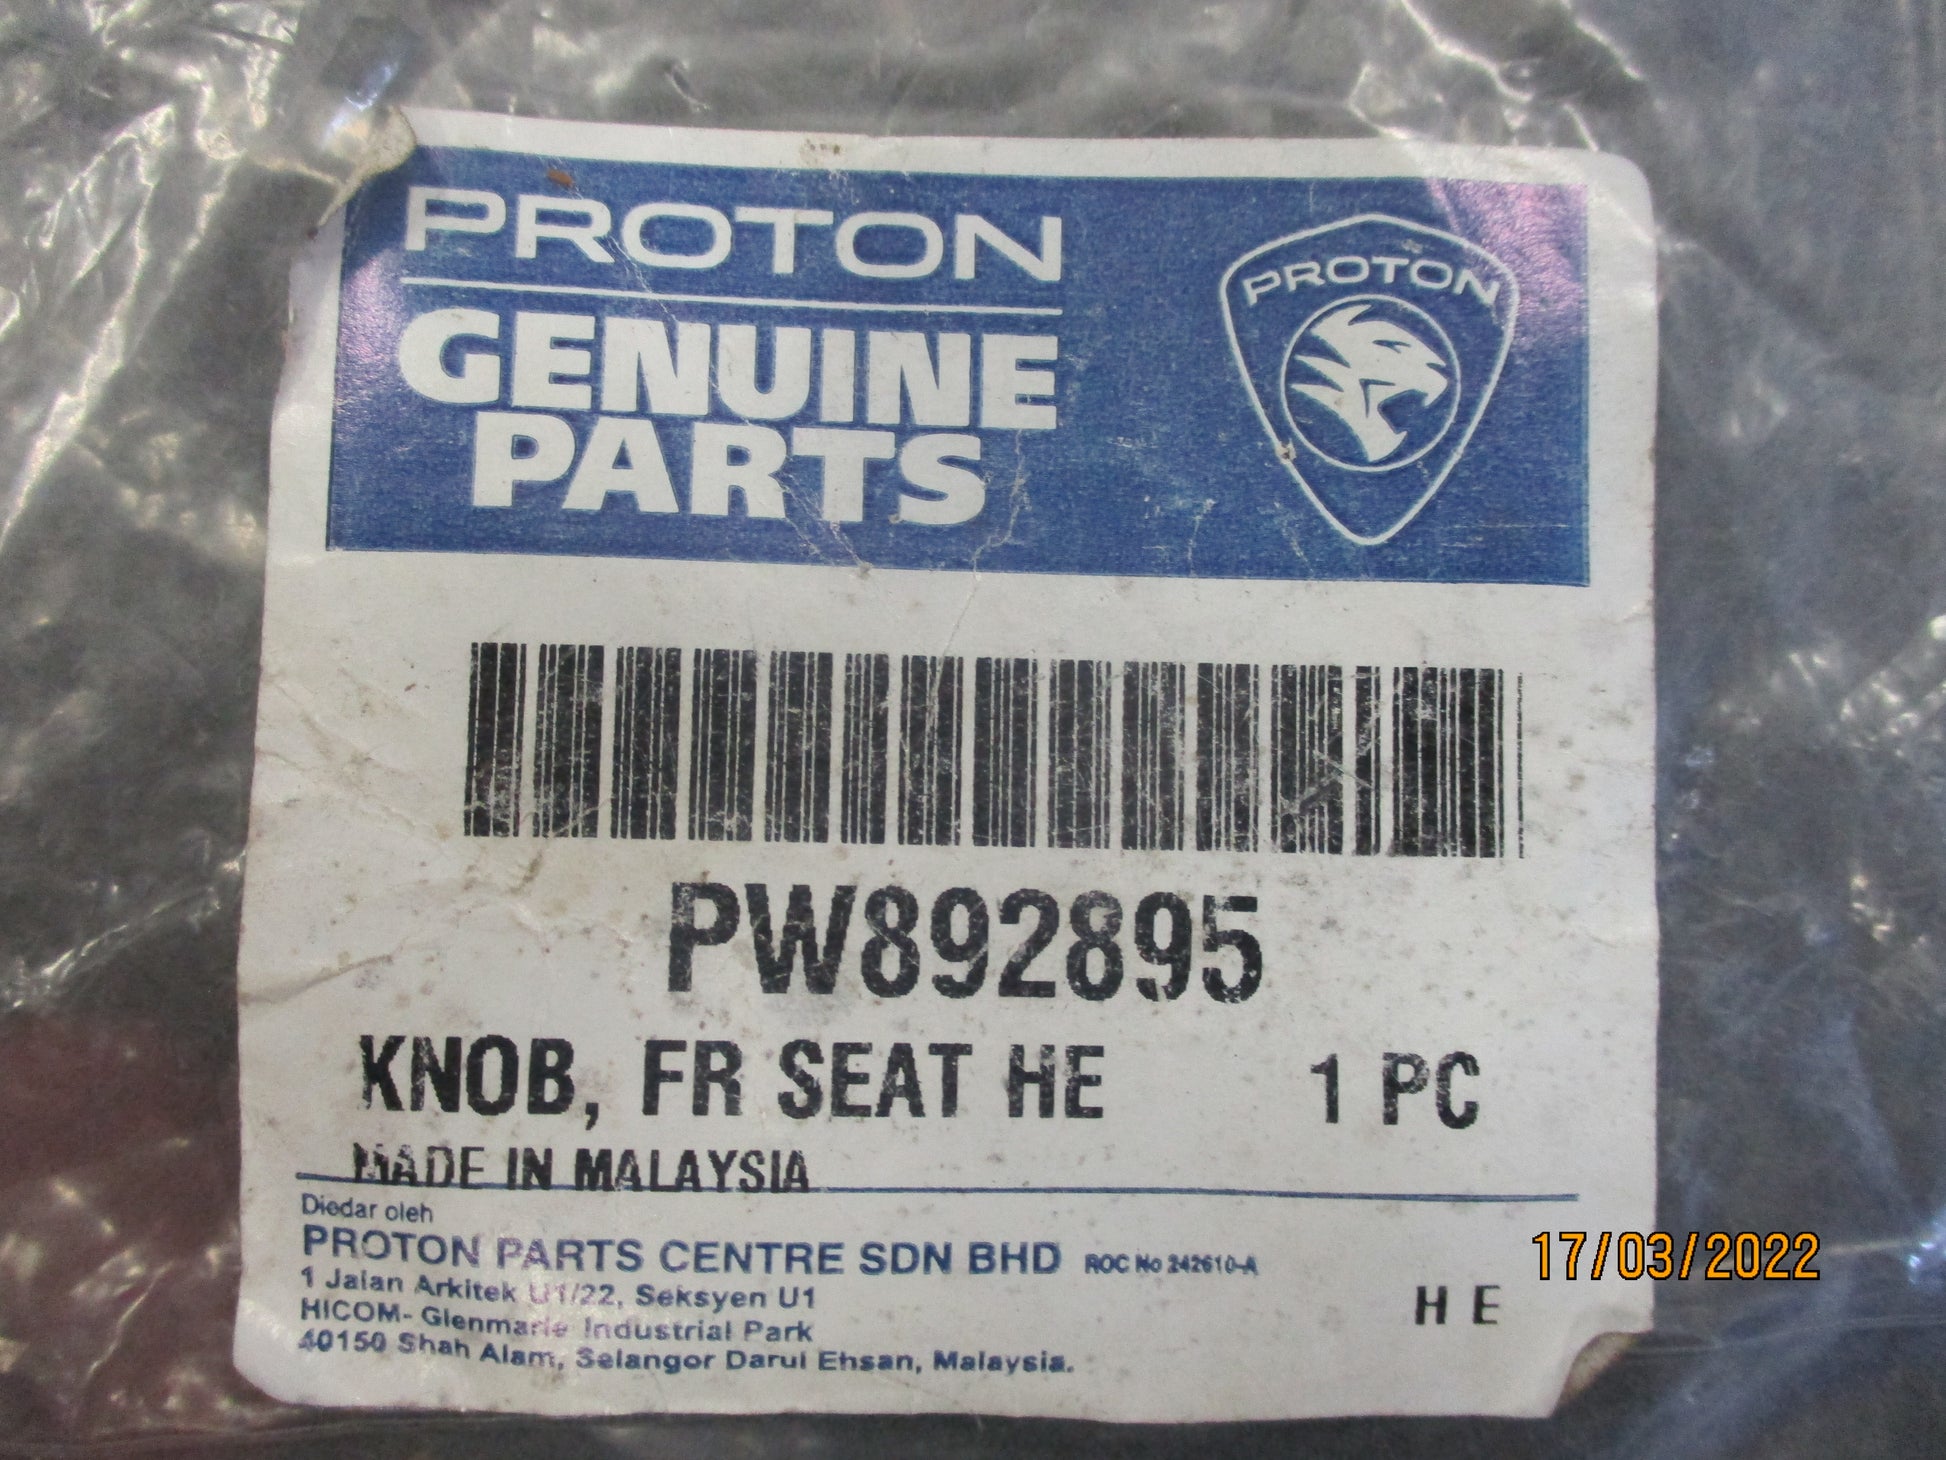 PROTON
GENUINE
PARTS
PROTON
PW892895
KNOB, FR SEAT HE 1 PC
MADE IN MALAYSIA
Diedar oleh
PROTON PARTS CENTRE SDN BHD ROC No 242610-A
1 Jalan Arkitek U1/22, Seksyen U1
HICOM- Glenmarie Industrial Park
40150 Shah Alam, Selangor Darul Ehsan, Malaysia.
H E
17/03/2022